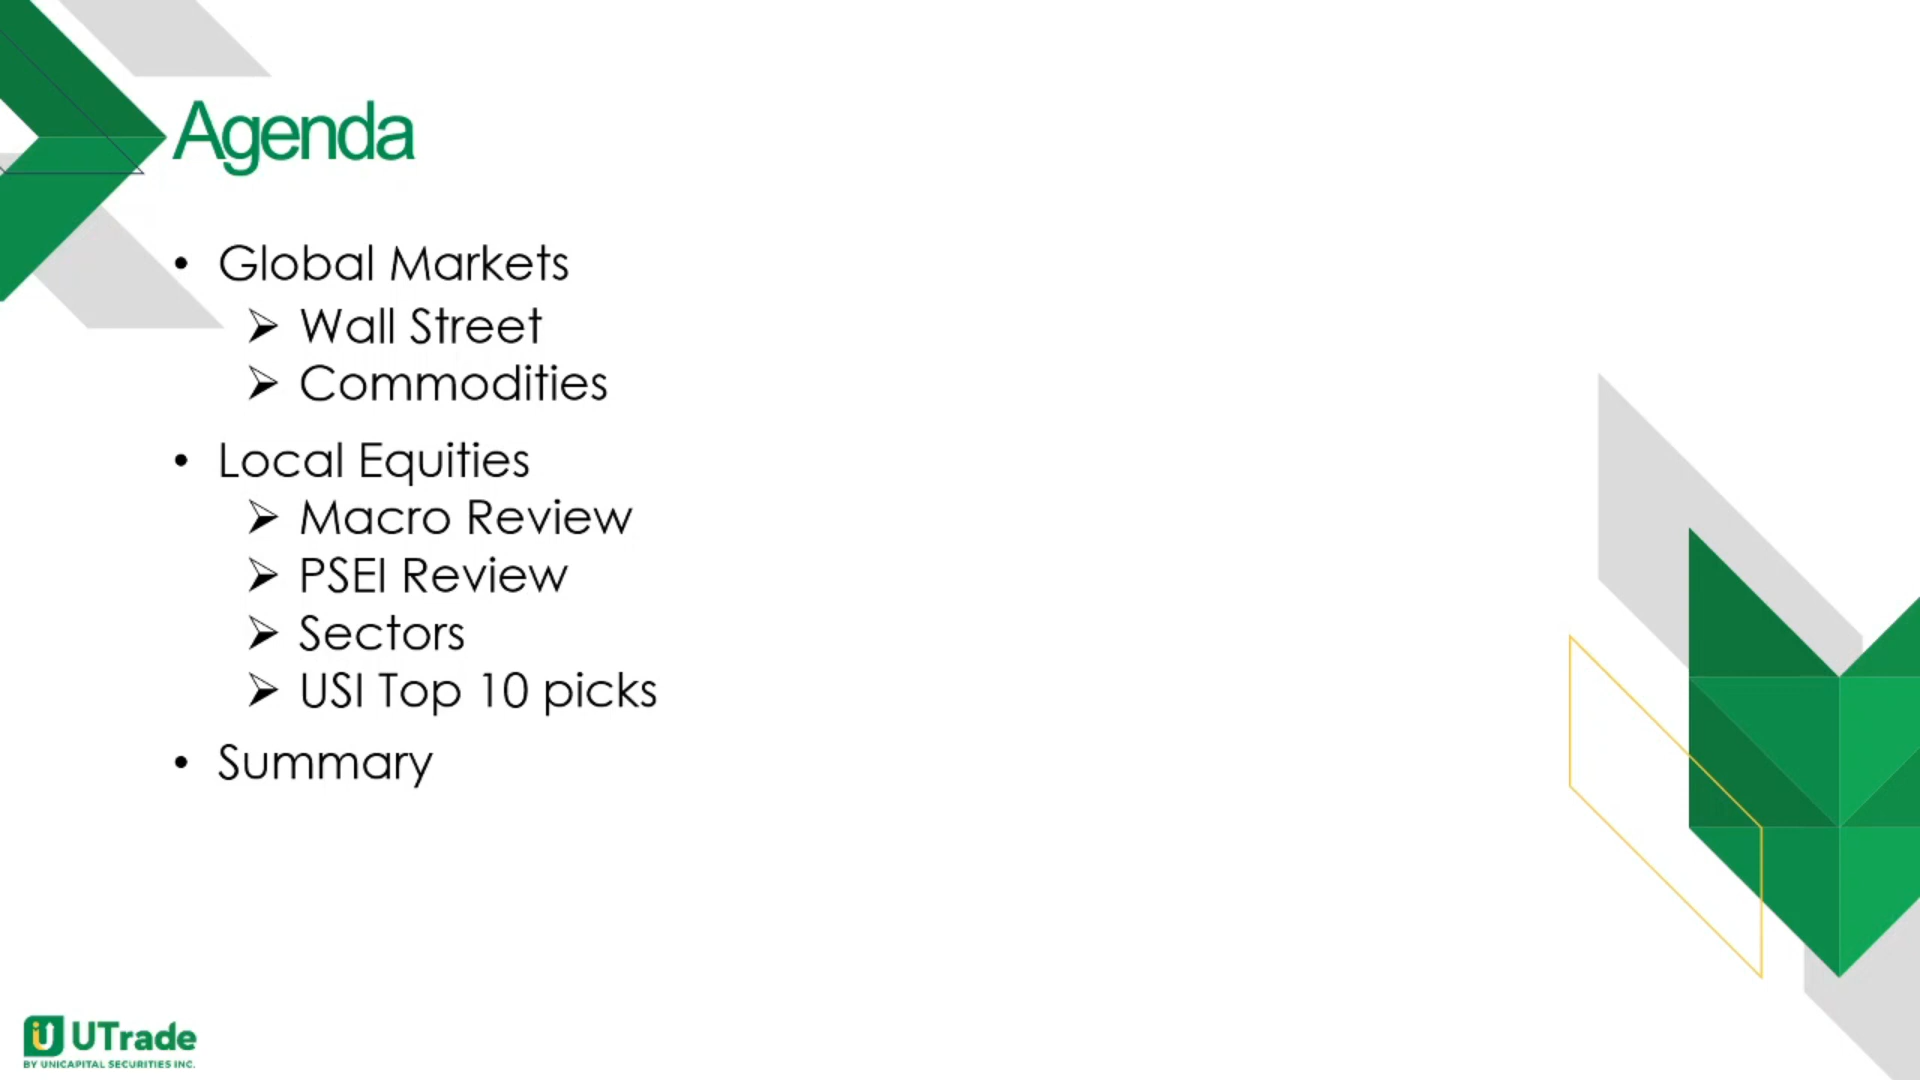 Agenda
• Global Markets
➢ Wall Street
➢ Commodities
• Local Equities
➢ Macro Review
➢ PSEI Review
➢ Sectors
➢ USI Top 10 picks
• Summary
UTrade
BY UNICAPITAL SECURITIES INC.